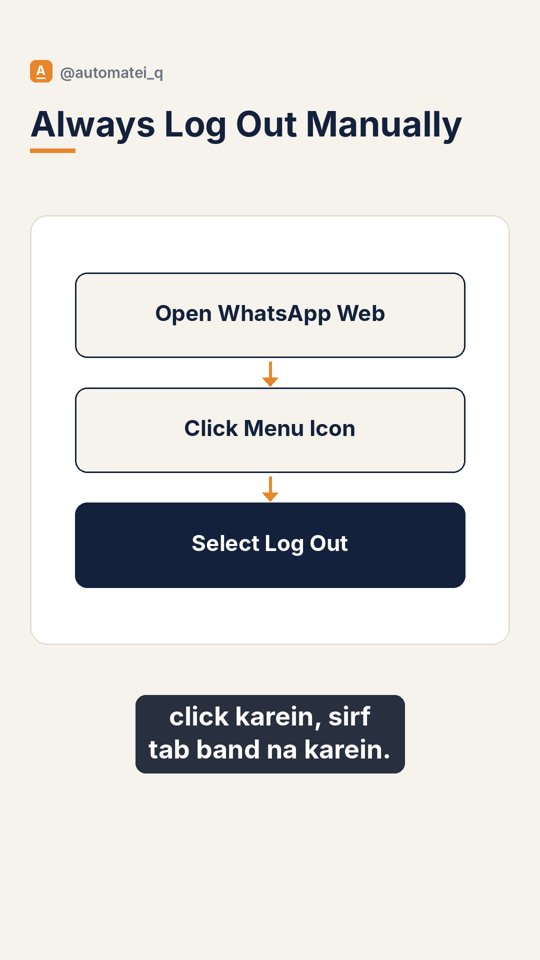 A
@automatei_q
Always Log Out Manually
Open WhatsApp Web
Click Menu Icon
Select Log Out
click karein, sirf
tab band na karein.